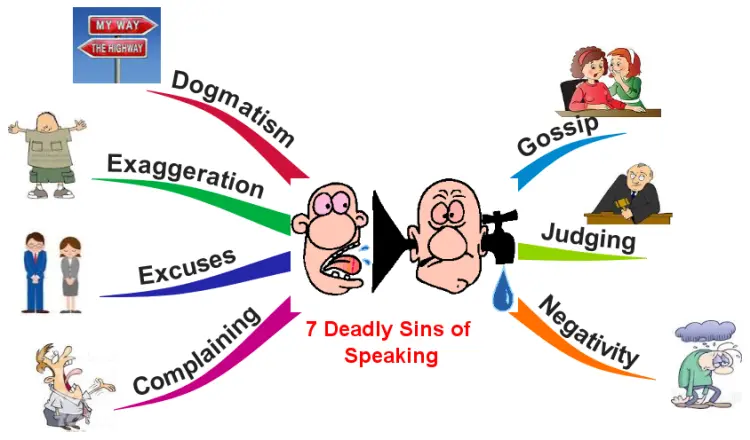 MY WAY
THE HIGHWAY
Dogmatism
Exaggeration
Excuses
Complaining
Gossip
Judging
Negativity
7 Deadly Sins of
Speaking